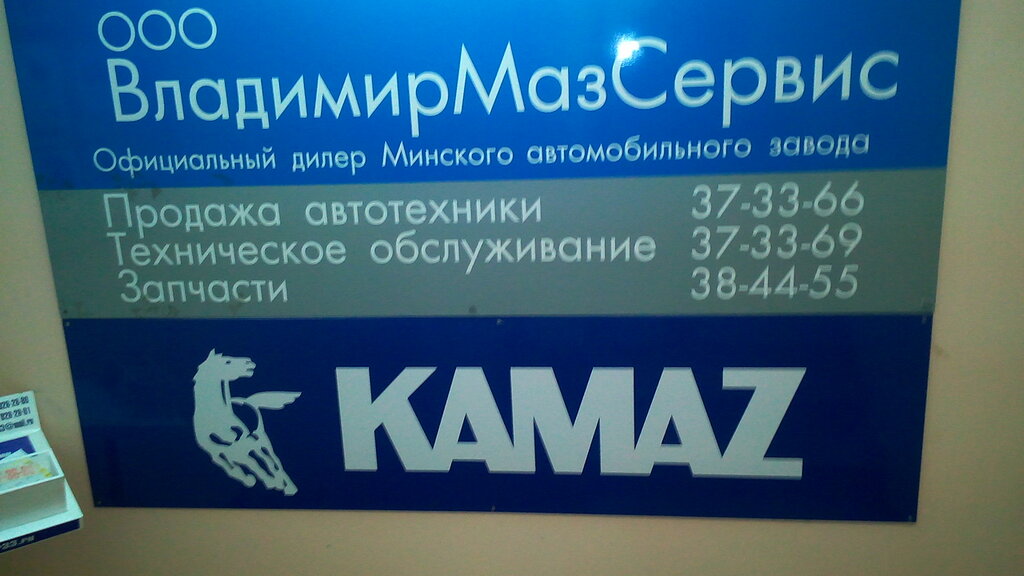 ООО
ВладимирМазСервис
Официальный дилер Минского автомобильного завода
Продажа автотехники 37-33-66
Техническое обслуживание 37-33-69
Запчасти 38-44-55
KAMAZ